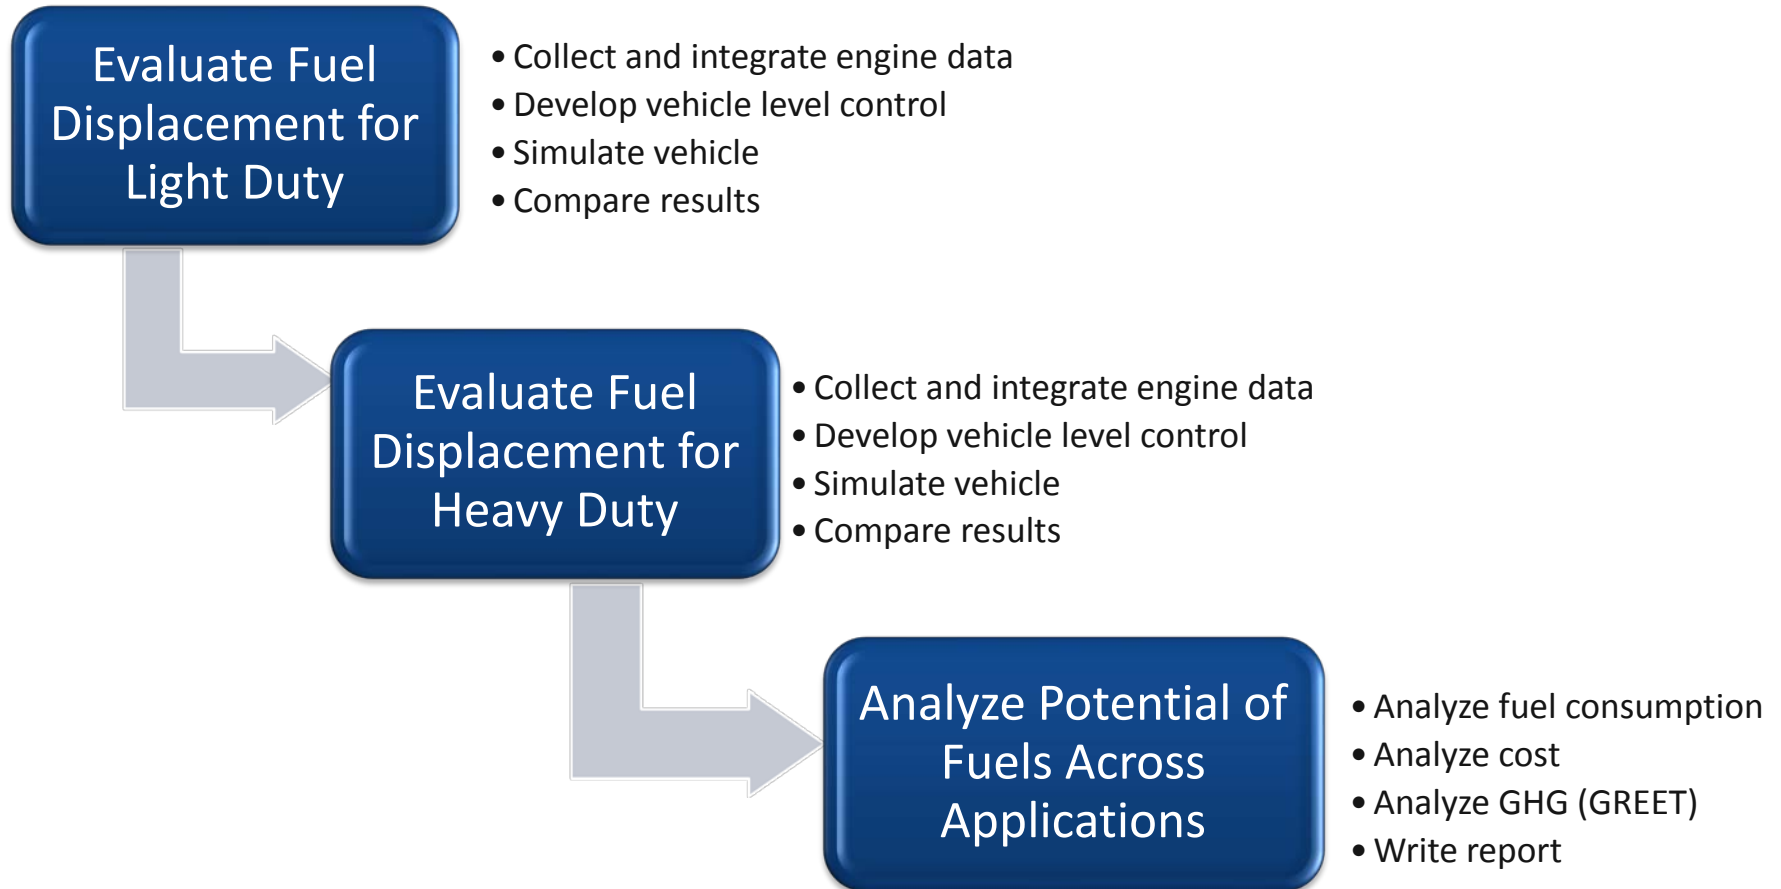 Evaluate Fuel
Displacement for
Light Duty
• Collect and integrate engine data
• Develop vehicle level control
• Simulate vehicle
• Compare results
Evaluate Fuel
Displacement for
Heavy Duty
• Collect and integrate engine data
• Develop vehicle level control
• Simulate vehicle
• Compare results
Analyze Potential of
Fuels Across
Applications
• Analyze fuel consumption
• Analyze cost
• Analyze GHG (GREET)
• Write report